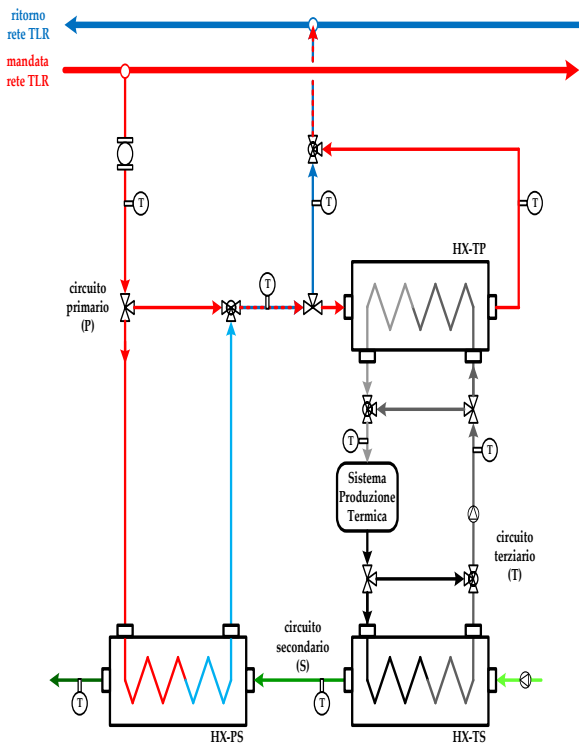 ritorno
rete TLR
mandata
rete TLR
T
T
T
T
HX-TP
circuito
primario
(P)
T
T
Sistema
Produzione
Termica
circuito
terziario
(T)
circuito
secondario
(S)
T
T
HX-PS
HX-TS